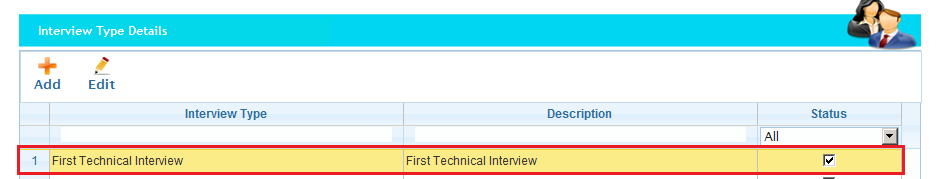 Interview Type Details
Add Edit
Interview Type Description Status
All
1 First Technical Interview First Technical Interview